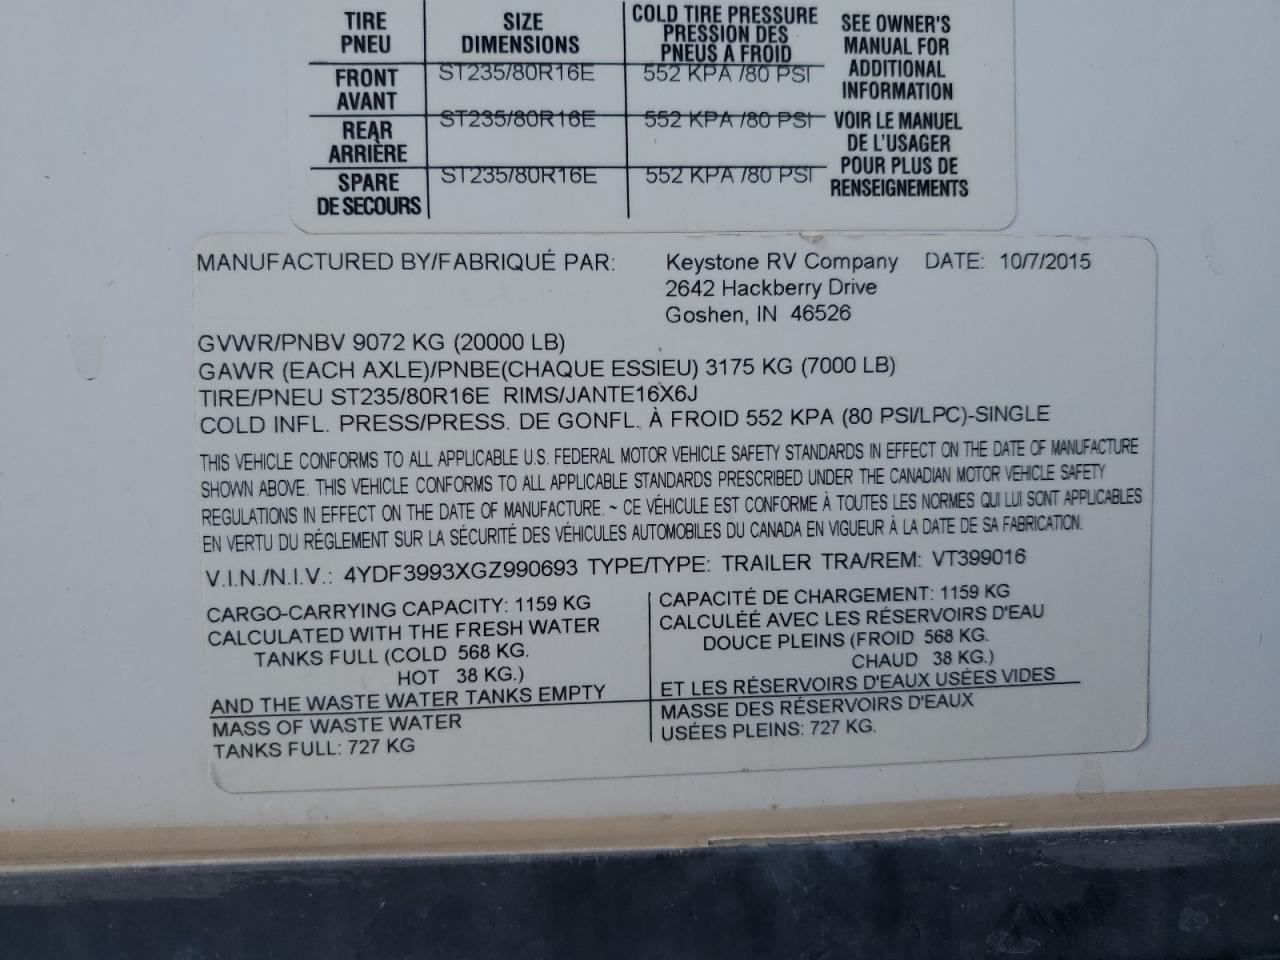 TIRE PNEU SIZE DIMENSIONS COLD TIRE PRESSURE PRESSION DES PNEUS A FROID
FRONT AVANT ST235/80R16E 552 KPA /80 PSI
REAR ARRIÈRE ST235/80R16E 552 KPA /80 PSI
SPARE DE SECOURS ST235/80R16E 552 KPA /80 PSI
SEE OWNER'S
MANUAL FOR
ADDITIONAL
INFORMATION
VOIR LE MANUEL
DE L'USAGER
POUR PLUS DE
RENSEIGNEMENTS
MANUFACTURED BY/FABRIQUÉ PAR: Keystone RV Company DATE: 10/7/2015
2642 Hackberry Drive
Goshen, IN 46526
GVWR/PNBV 9072 KG (20000 LB)
GAWR (EACH AXLE)/PNBE(CHAQUE ESSIEU) 3175 KG (7000 LB)
TIRE/PNEU ST235/80R16E RIMS/JANTE16X6J
COLD INFL. PRESS/PRESS. DE GONFL. À FROID 552 KPA (80 PSI/LPC)-SINGLE
THIS VEHICLE CONFORMS TO ALL APPLICABLE U.S. FEDERAL MOTOR VEHICLE SAFETY STANDARDS IN EFFECT ON THE DATE OF MANUFACTURE
SHOWN ABOVE. THIS VEHICLE CONFORMS TO ALL APPLICABLE STANDARDS PRESCRIBED UNDER THE CANADIAN MOTOR VEHICLE SAFETY
REGULATIONS IN EFFECT ON THE DATE OF MANUFACTURE. ~ CE VÉHICULE EST CONFORME À TOUTES LES NORMES QUI LUI SONT APPLICABLES
EN VERTU DU RÉGLEMENT SUR LA SÉCURITÉ DES VÉHICULES AUTOMOBILES DU CANADA EN VIGUEUR À LA DATE DE SA FABRICATION.
V.I.N./N.I.V.: 4YDF3993XGZ990693 TYPE/TYPE: TRAILER TRA/REM: VT399016
CARGO-CARRYING CAPACITY: 1159 KG
CALCULATED WITH THE FRESH WATER
TANKS FULL (COLD 568 KG.
HOT 38 KG.)
AND THE WASTE WATER TANKS EMPTY
MASS OF WASTE WATER
TANKS FULL: 727 KG
CAPACITÉ DE CHARGEMENT: 1159 KG
CALCULÉÉ AVEC LES RÉSERVOIRS D'EAU
DOUCE PLEINS (FROID 568 KG.
CHAUD 38 KG.)
ET LES RÉSERVOIRS D'EAUX USÉES VIDES
MASSE DES RÉSERVOIRS D'EAUX
USÉES PLEINS: 727 KG.